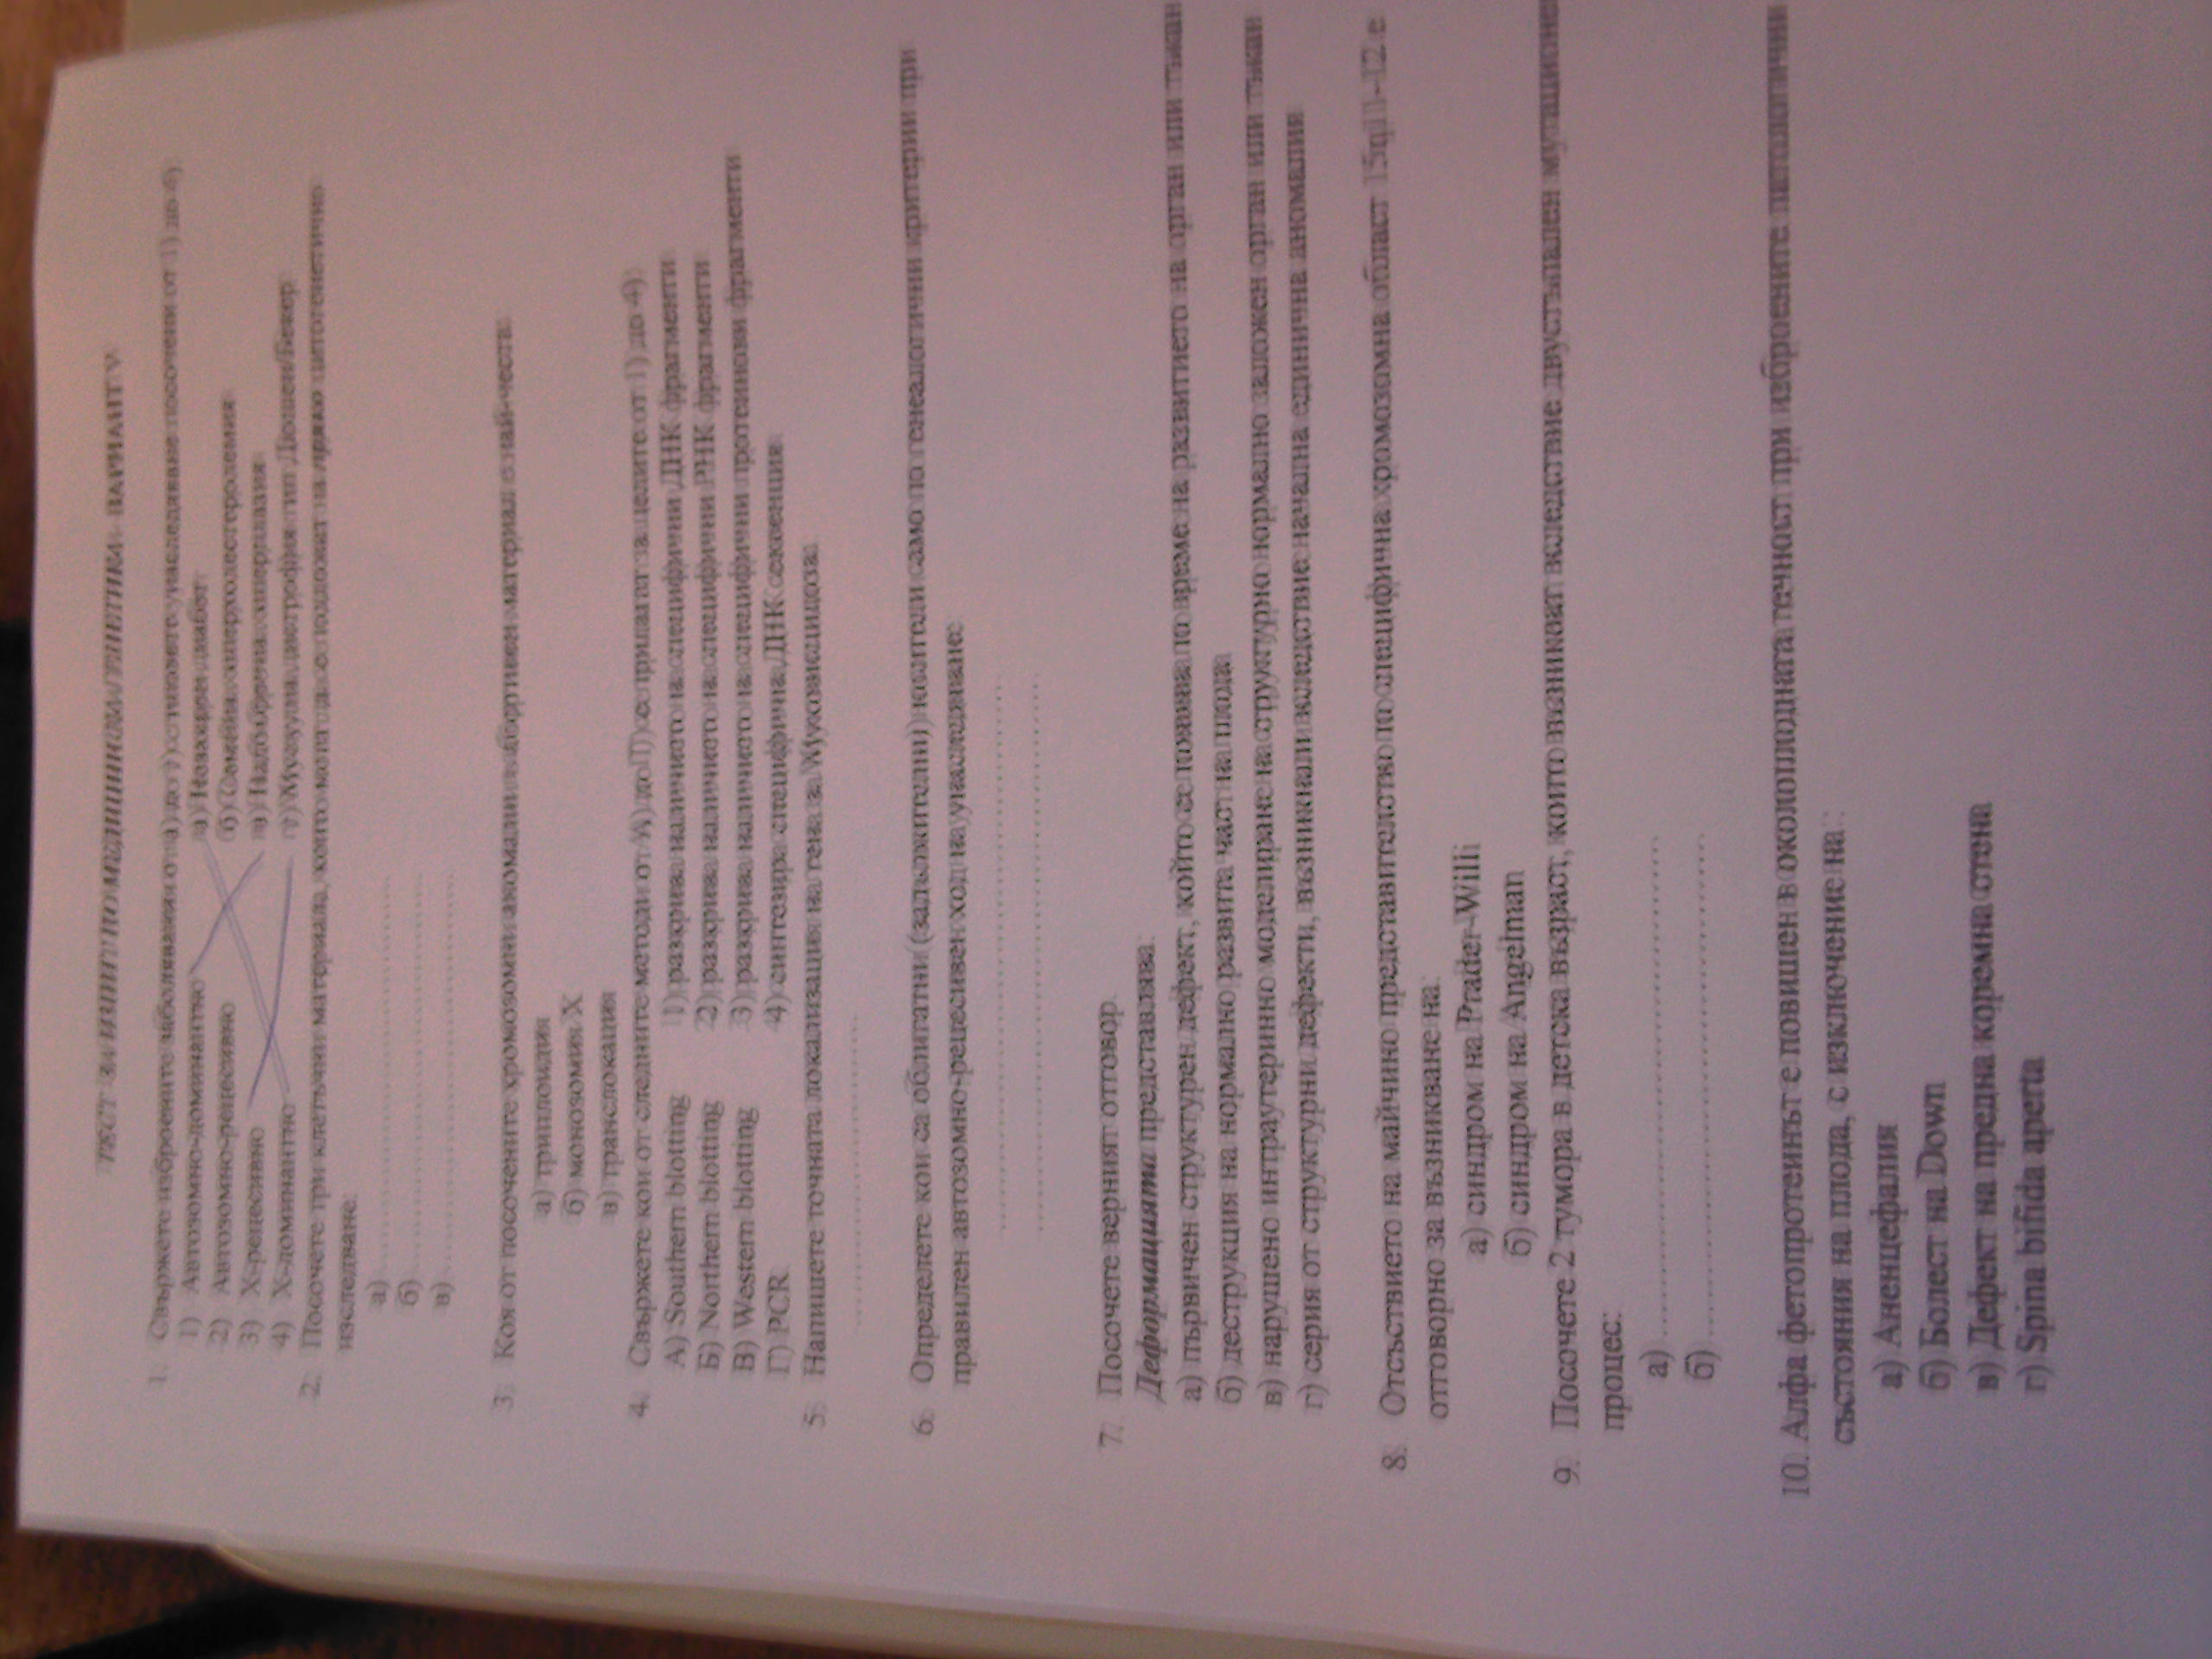 ТЕСТ ЗА ИЗПИТ ПО МЕДИЦИНСКА ГЕНЕТИКА- ВАРИАНТ V
1. Свържете изброените заболявания от а) до г) с типовете унаследяване посочени от 1) до 4)
1) Автозомно-доминантно а) Незахарен диабет
2) Автозомно-рецесивно б) Фамилна хиперхолестеролемия
3) Х-рецесивно в) Надбъбречна хиперплазия
4) Х-доминантно г) Мускулна дистрофия тип Дюшен/Бекер
2. Посочете три клетъчни материала, които могат да се подложат на пряко цитогенетично
изследване:
а)
б)
в)
3. Коя от посочените хромозомни аномалии в абортивен материал е най-честа:
а) триплоидия
б) монозомия Х
в) транслокация
4. Свържете кои от следните методи от А) до Г) се прилагат за целите от 1) до 4):
А) Southern blotting 1) разкрива наличието на специфични ДНК фрагменти
Б) Northern blotting 2) разкрива наличието на специфични РНК фрагменти
В) Western blotting 3) разкрива наличието на специфични протеинови фрагменти
Г) PCR 4) синтезира специфична ДНК секвенция
5. Напишете точната локализация на гена за Муковисцидоза:
6. Определете кои са облигатни (задължителни) носители само по генеалогични критерии при
правилен автозомно-рецесивен ход на унаследяване:
7. Посочете верният отговор
Деформацията представлява:
а) първичен структурен дефект, който се появява по време на развитието на орган или тъкан
б) деструкция на нормално развита част на плода
в) нарушено интраутеринно моделиране на структурно нормално заложен орган или тъкан
г) серия от структурни дефекти, възникнали вследствие начална единична аномалия
8. Отсъствието на майчино представителство по специфична хромозомна област 15q11-12 е
отговорно за възникване на:
а) синдром на Prader-Willi
б) синдром на Angelman
9. Посочете 2 тумора в детска възраст, които възникват вследствие двустъпален мутационен
процес:
а)
б)
10. Алфа фетопротеинът е повишен в околоплодната течност при изброените патологични
състояния на плода, с изключение на :
а) Аненцефалия
б) Болест на Down
в) Дефект на предна коремна стена
г) Spina bifida aperta